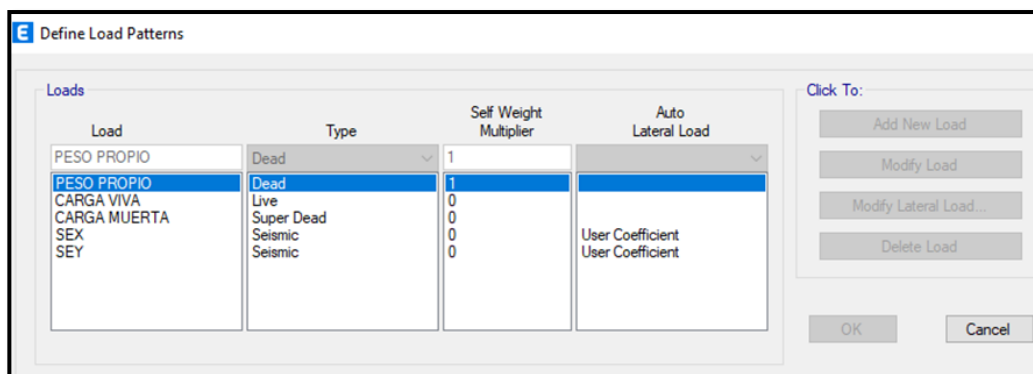 E Define Load Patterns
Loads
Click To:
Load Type Self Weight Multiplier Auto Lateral Load
Add New Load
PESO PROPIO Dead 1
Modify Load
PESO PROPIO Dead 1
CARGA VIVA Live 0
CARGA MUERTA Super Dead 0
Modify Lateral Load...
SEX Seismic 0 User Coefficient
SEY Seismic 0 User Coefficient
Delete Load
OK Cancel